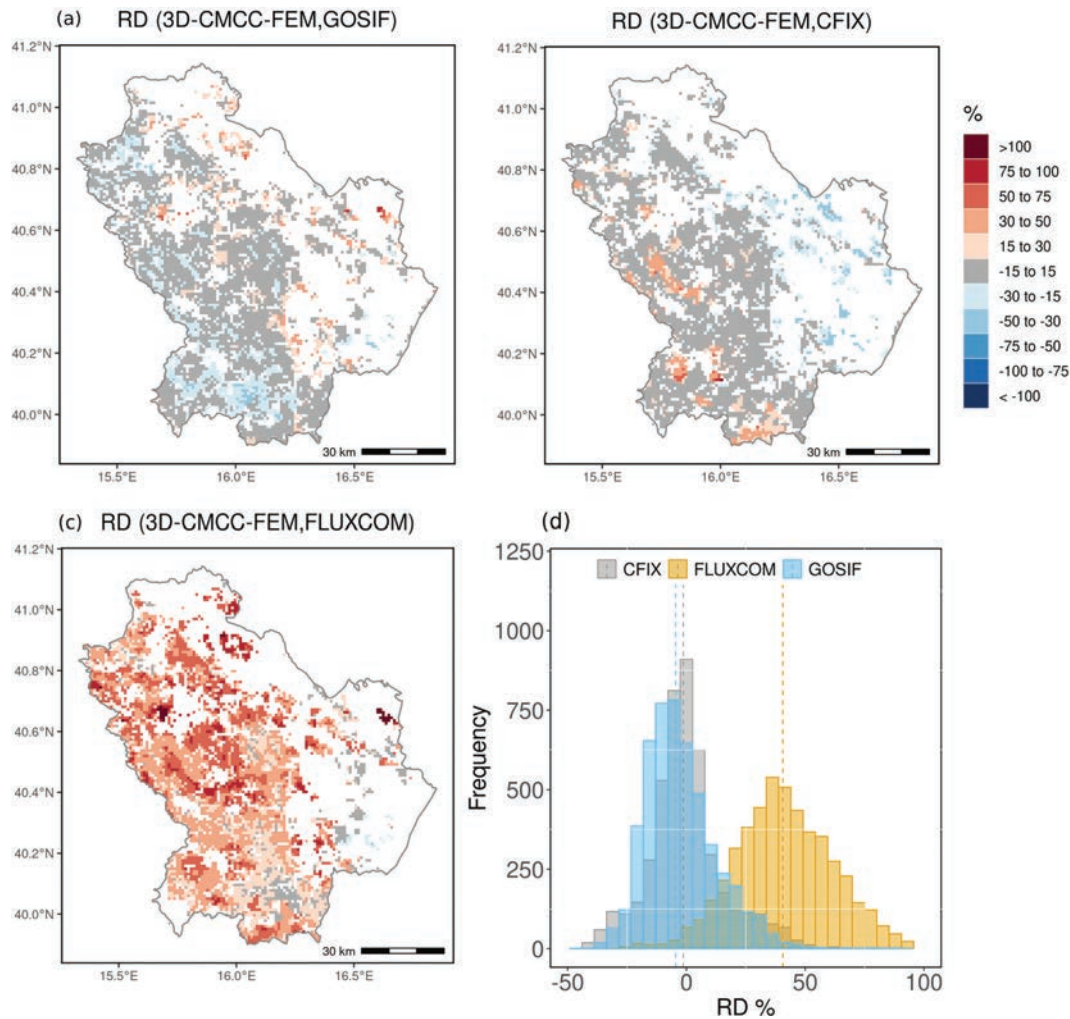 (a) RD (3D-CMCC-FEM,GOSIF)
RD (3D-CMCC-FEM,CFIX)
41.2°N
41.0°N
40.8°N
40.6°N
40.4°N
40.2°N
40.0°N
30 km
15.5°E 16.0°E 16.5°E
41.2°N
41.0°N
40.8°N
40.6°N
40.4°N
40.2°N
40.0°N
30 km
15.5°E 16.0°E 16.5°E
%
>100
75 to 100
50 to 75
30 to 50
15 to 30
-15 to 15
-30 to -15
-50 to -30
-75 to -50
-100 to -75
< -100
(c) RD (3D-CMCC-FEM,FLUXCOM)
41.2°N
41.0°N
40.8°N
40.6°N
40.4°N
40.2°N
40.0°N
30 km
15.5°E 16.0°E 16.5°E
(d)
CFIX FLUXCOM GOSIF
Frequency
1250
1000
750
500
250
0
-50 0 50 100
RD %